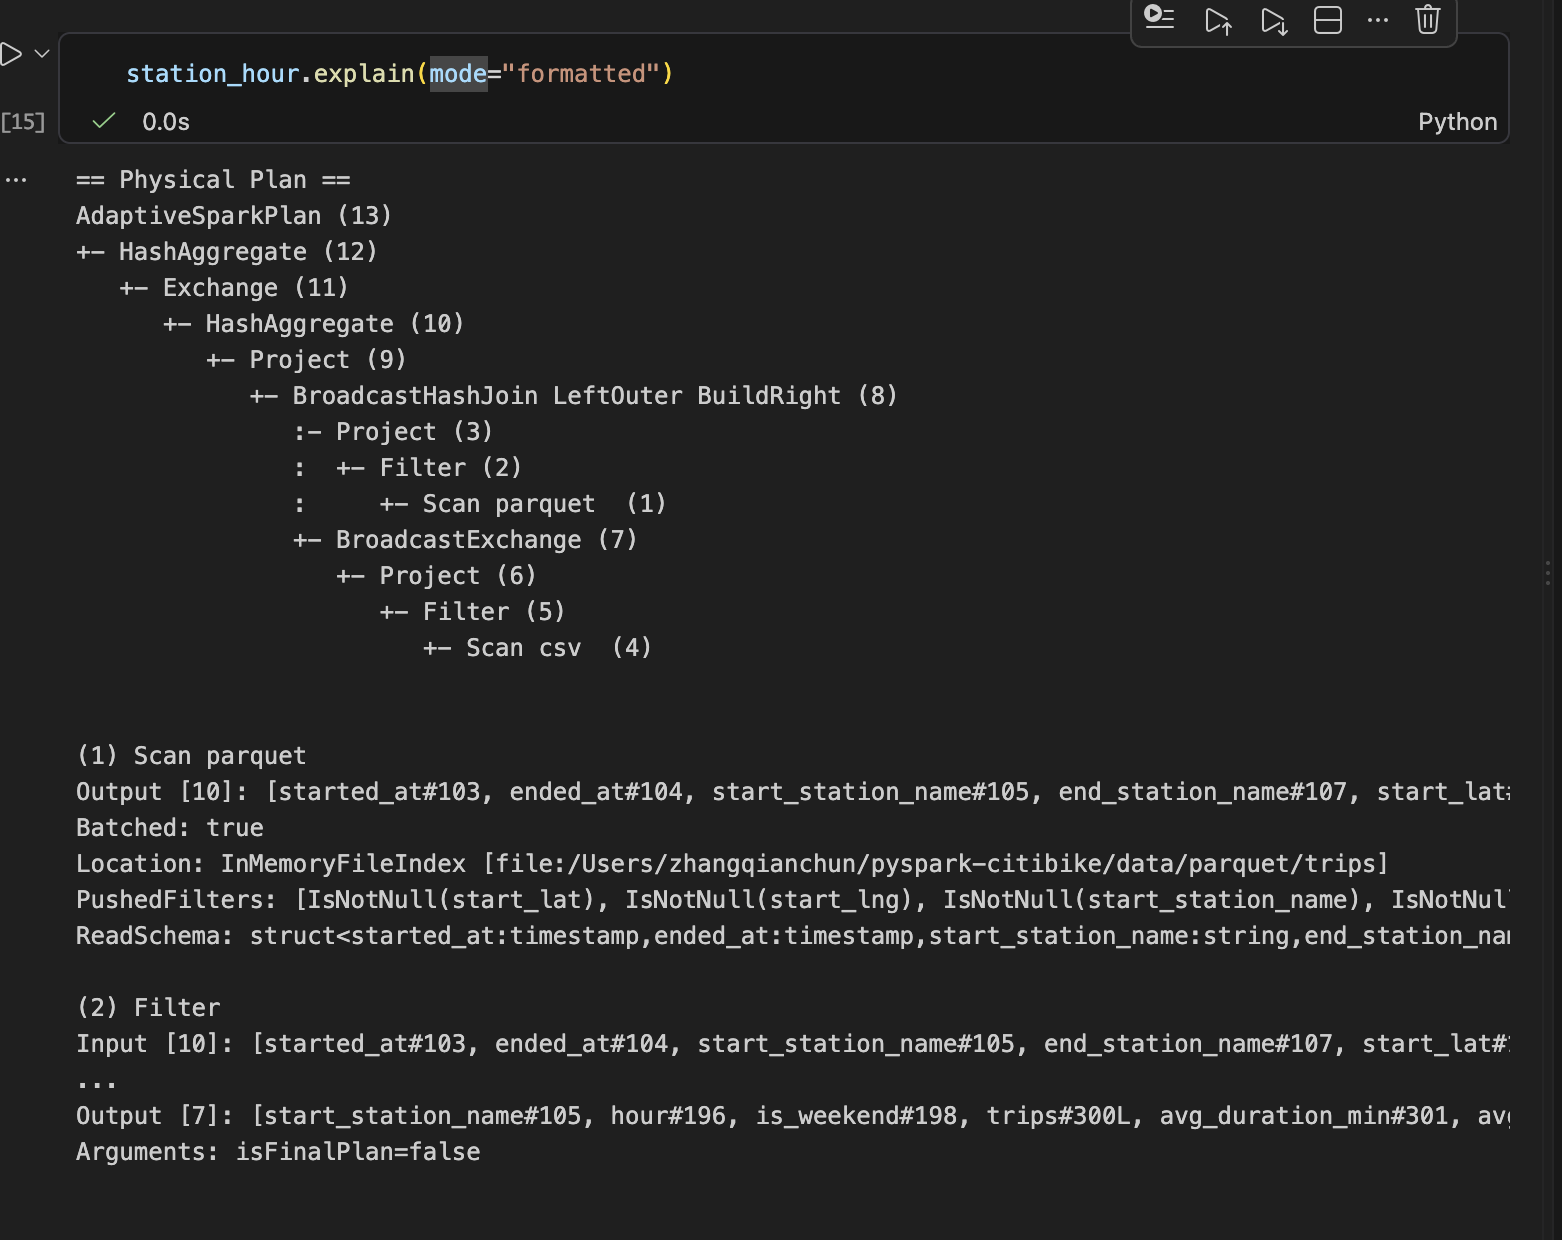 station_hour.explain(mode="formatted")
[15]
0.0s
Python
...
== Physical Plan ==
AdaptiveSparkPlan (13)
+- HashAggregate (12)
   +- Exchange (11)
      +- HashAggregate (10)
         +- Project (9)
            +- BroadcastHashJoin LeftOuter BuildRight (8)
               :- Project (3)
               :  +- Filter (2)
               :     +- Scan parquet  (1)
               +- BroadcastExchange (7)
                  +- Project (6)
                     +- Filter (5)
                        +- Scan csv  (4)
(1) Scan parquet
Output [10]: [started_at#103, ended_at#104, start_station_name#105, end_station_name#107, start_lat#
Batched: true
Location: InMemoryFileIndex [file:/Users/zhangqianchun/pyspark-citibike/data/parquet/trips]
PushedFilters: [IsNotNull(start_lat), IsNotNull(start_lng), IsNotNull(start_station_name), IsNotNul
ReadSchema: struct<started_at:timestamp,ended_at:timestamp,start_station_name:string,end_station_na
(2) Filter
Input [10]: [started_at#103, ended_at#104, start_station_name#105, end_station_name#107, start_lat#
...
Output [7]: [start_station_name#105, hour#196, is_weekend#198, trips#300L, avg_duration_min#301, av
Arguments: isFinalPlan=false